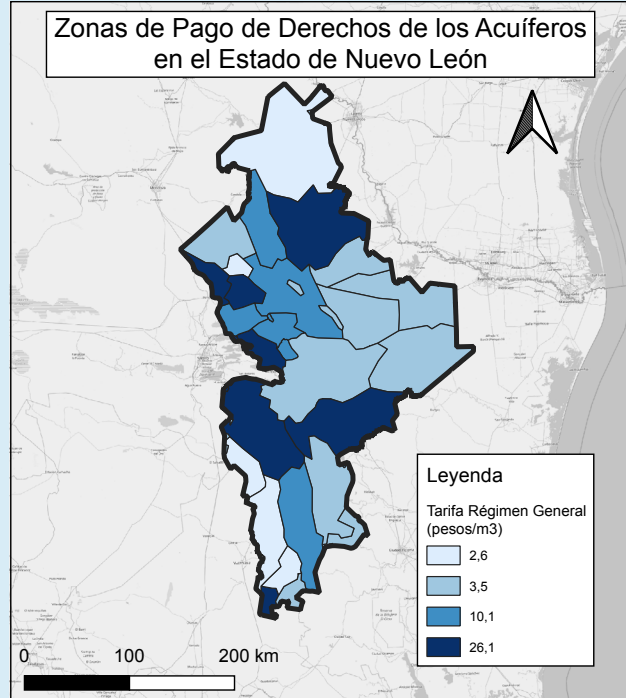 Zonas de Pago de Derechos de los Acuíferos
en el Estado de Nuevo León
Leyenda
Tarifa Régimen General
(pesos/m3)
2,6
3,5
10,1
26,1
0 100 200 km